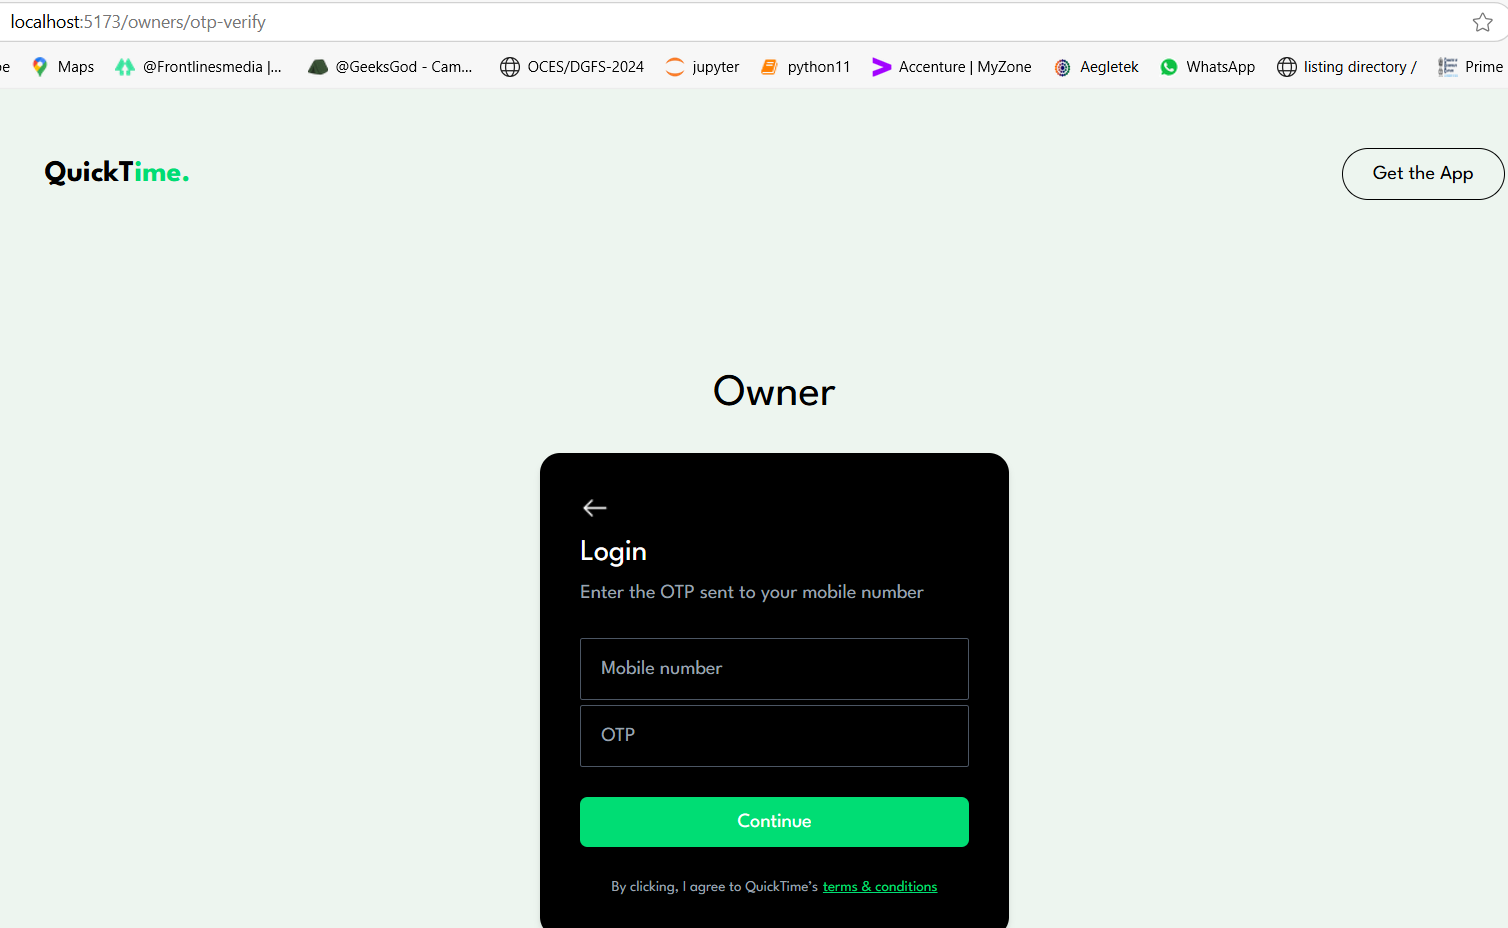 localhost:5173/owners/otp-verify
Maps @Frontlinesmedia |... @GeeksGod - Cam... OCES/DGFS-2024 jupyter python11 Accenture | MyZone Aegletek WhatsApp listing directory / Prime
QuickTime. Get the App
Owner
Login
Enter the OTP sent to your mobile number
Mobile number
OTP
Continue
By clicking, I agree to QuickTime’s terms & conditions